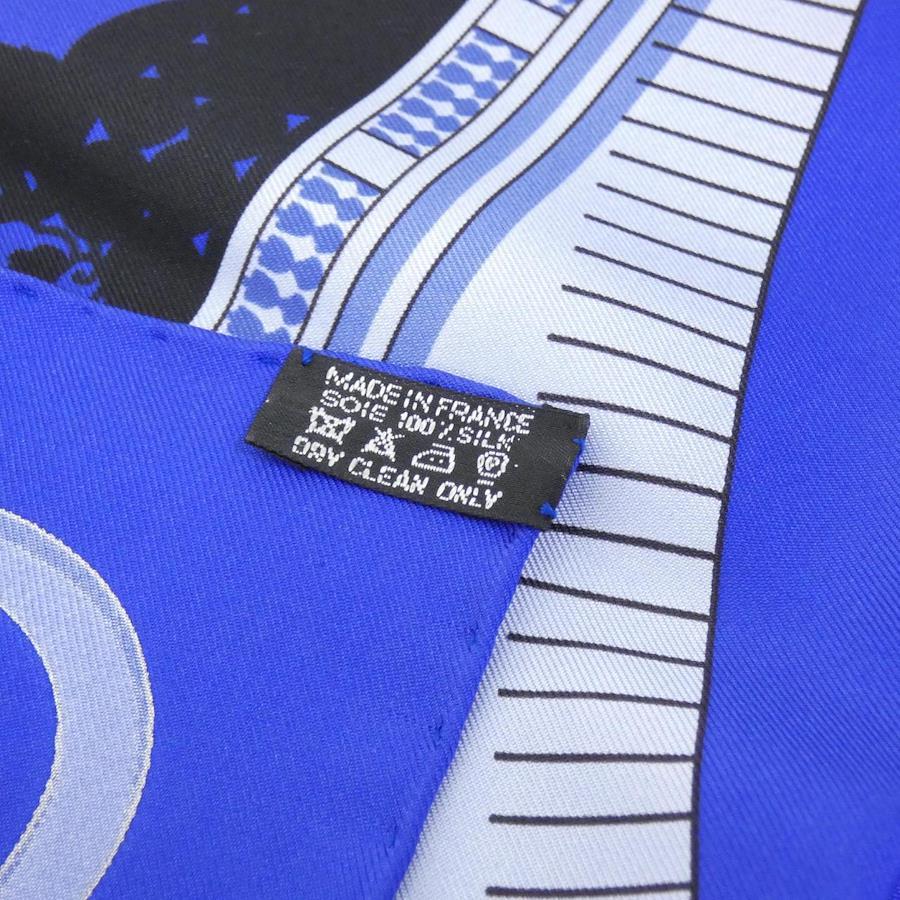 MADE IN FRANCE
SOIE 100% SILK
DRY CLEAN ONLY